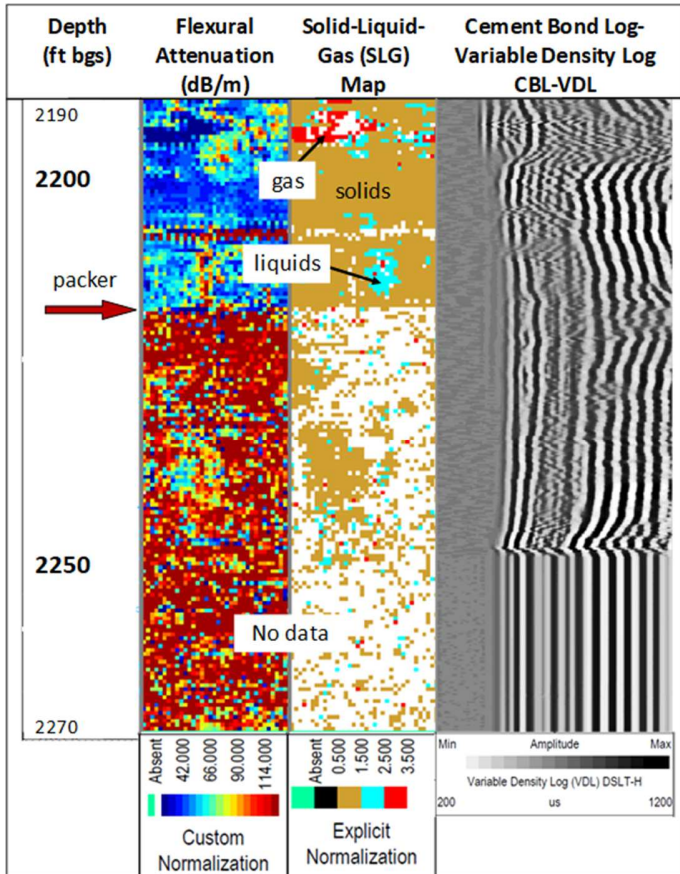 Depth
(ft bgs)
Flexural
Attenuation
(dB/m)
Solid-Liquid-
Gas (SLG)
Map
Cement Bond Log-
Variable Density Log
CBL-VDL
2190
2200
gas
solids
liquids
packer
2250
No data
2270
Absent
42.000
66.000
90.000
114.000
Custom
Normalization
Absent
0.500
1.500
2.500
3.500
Explicit
Normalization
Min Amplitude Max
Variable Density Log (VDL) DSLT-H
200 us 1200